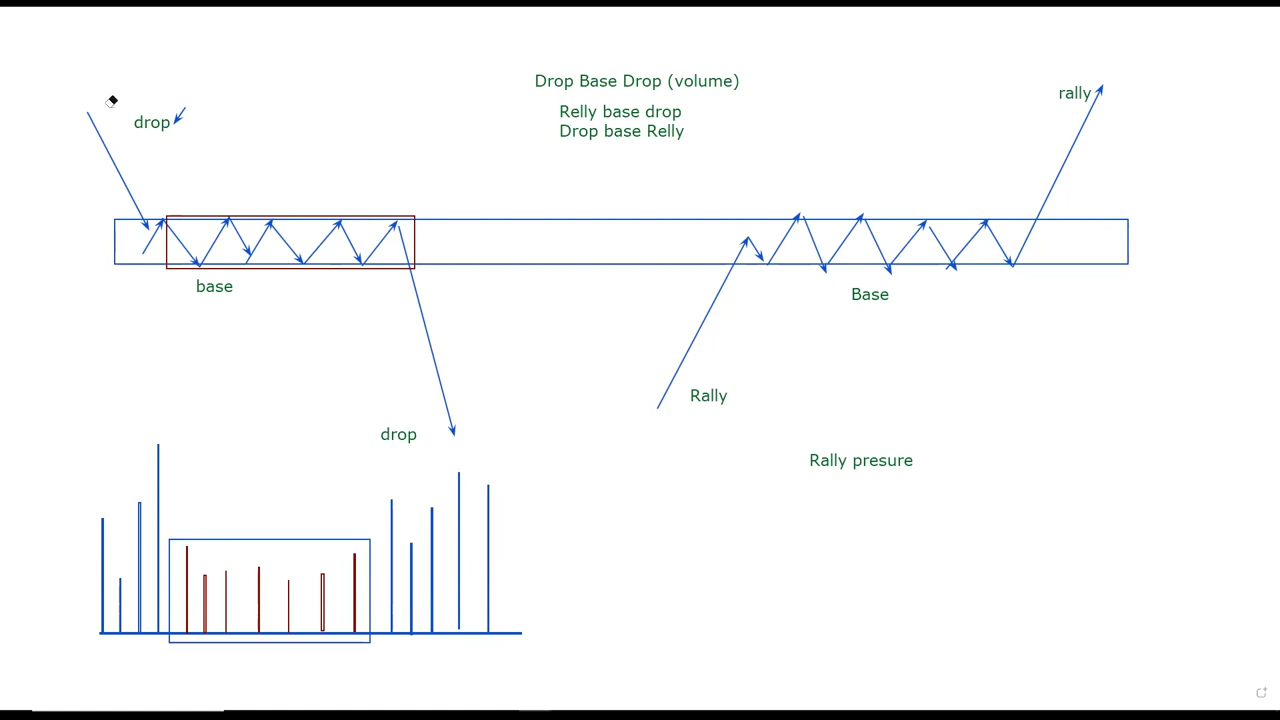 Drop Base Drop (volume)
Relly base drop
Drop base Relly
drop
rally
base
Base
Rally
drop
Rally presure